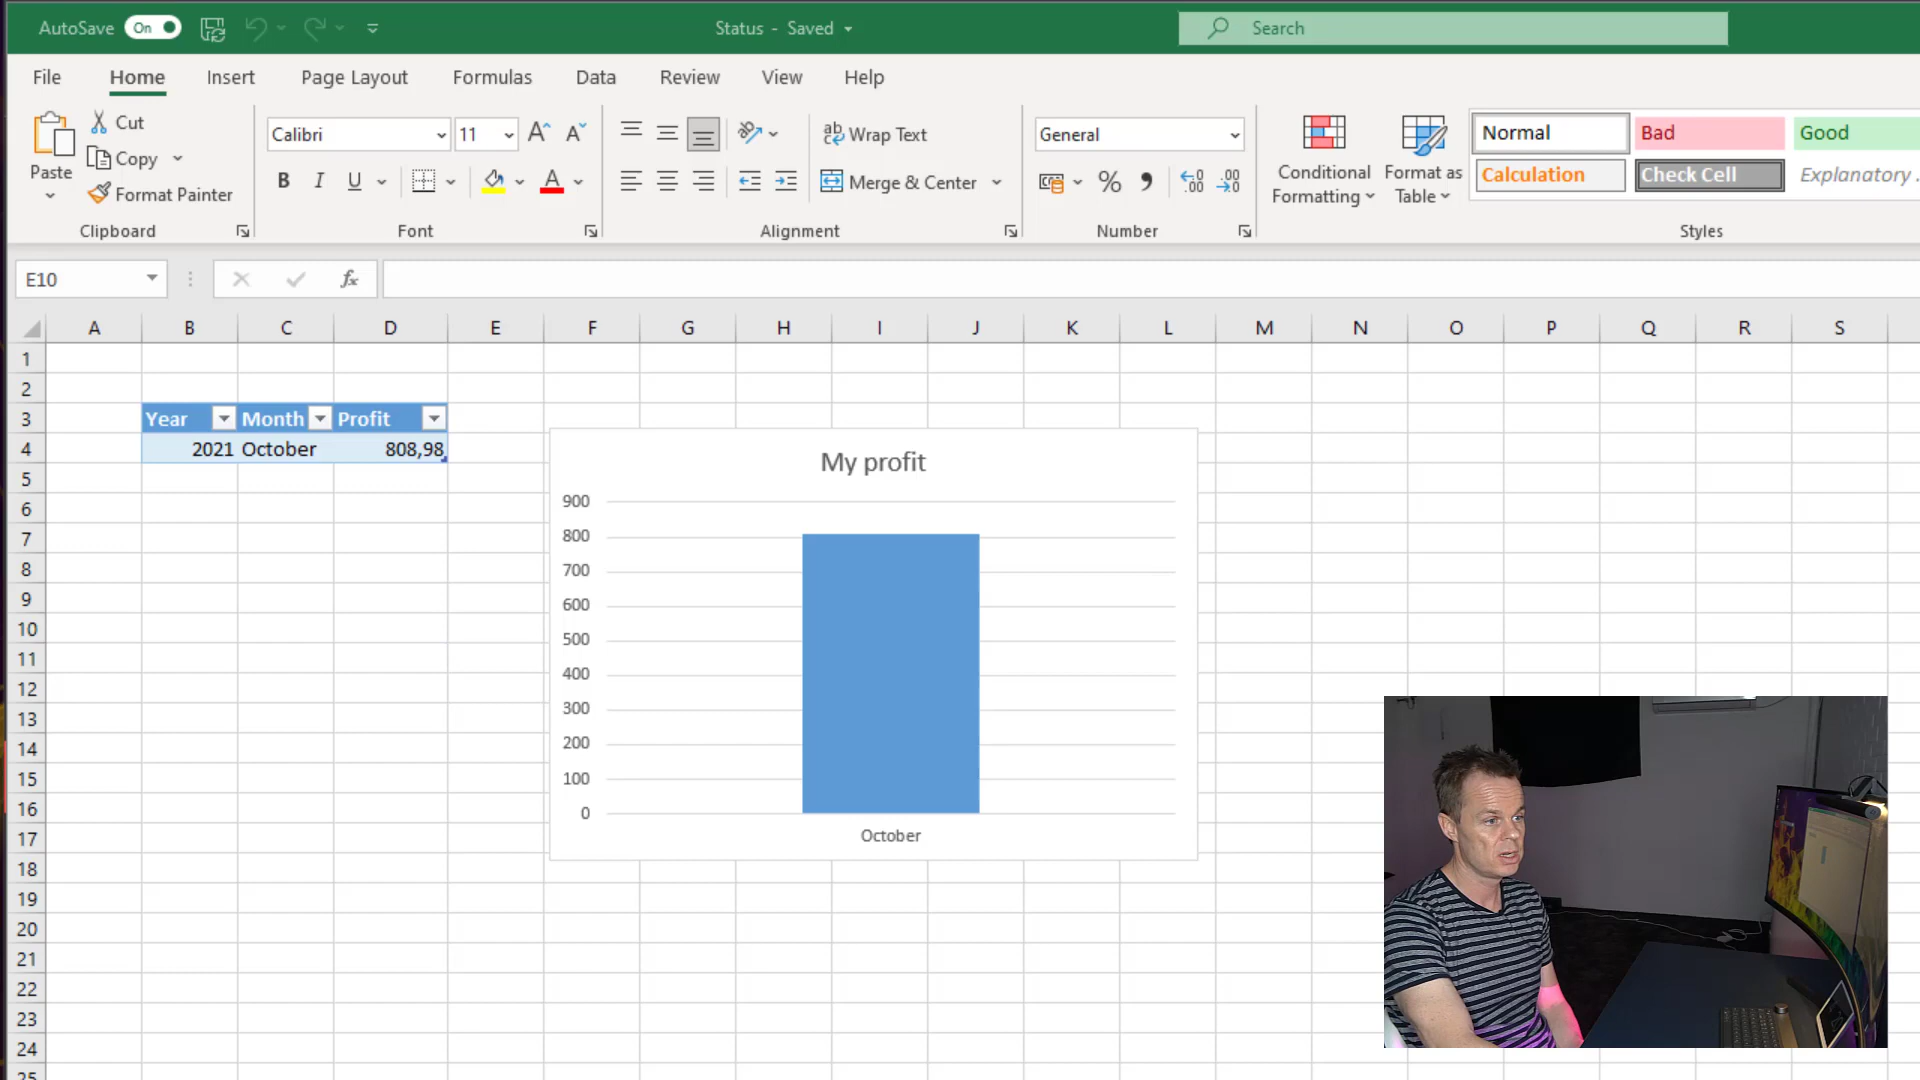 AutoSave On
Status - Saved
Search
File Home Insert Page Layout Formulas Data Review View Help
Paste
Cut
Copy
Format Painter
Clipboard
Calibri 11
B I U
Font
Wrap Text
Merge & Center
Alignment
General
Number
Conditional Formatting
Format as Table
Normal Bad Good
Calculation Check Cell Explanatory ...
Styles
E10
fx
A B C D E F G H I J K L M N O P Q R S
1
2
3 Year Month Profit
4 2021 October 808,98
5
6
7
8
9
10
11
12
13
14
15
16
17
18
19
20
21
22
23
24
25
My profit
900
800
700
600
500
400
300
200
100
0
October